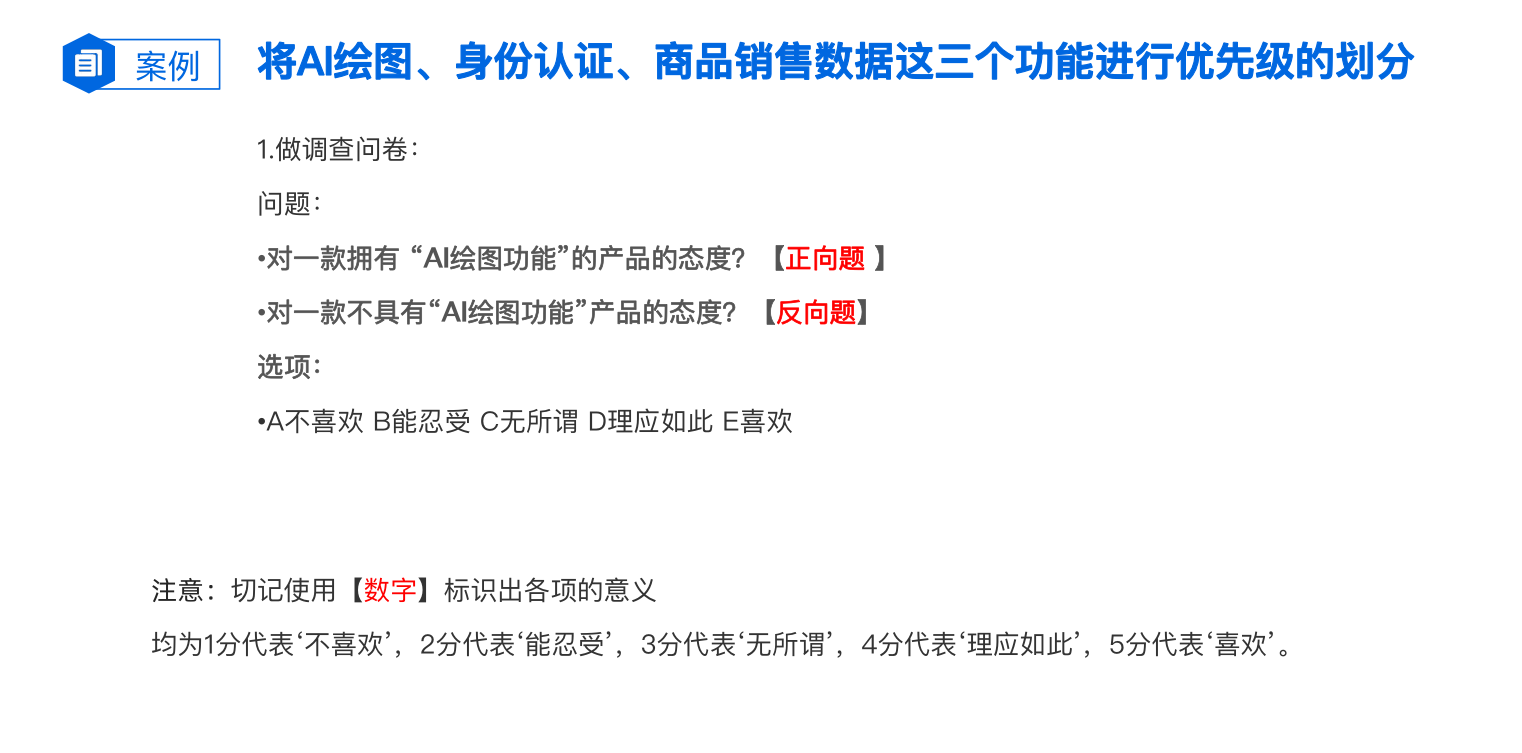 案例
将AI绘图、身份认证、商品销售数据这三个功能进行优先级的划分
1.做调查问卷：
问题：
•对一款拥有 “AI绘图功能”的产品的态度？【正向题 】
•对一款不具有“AI绘图功能”产品的态度？【反向题】
选项：
•A不喜欢 B能忍受 C无所谓 D理应如此 E喜欢
注意：切记使用【数字】标识出各项的意义
均为1分代表‘不喜欢’，2分代表‘能忍受’，3分代表‘无所谓’，4分代表‘理应如此’，5分代表‘喜欢’。